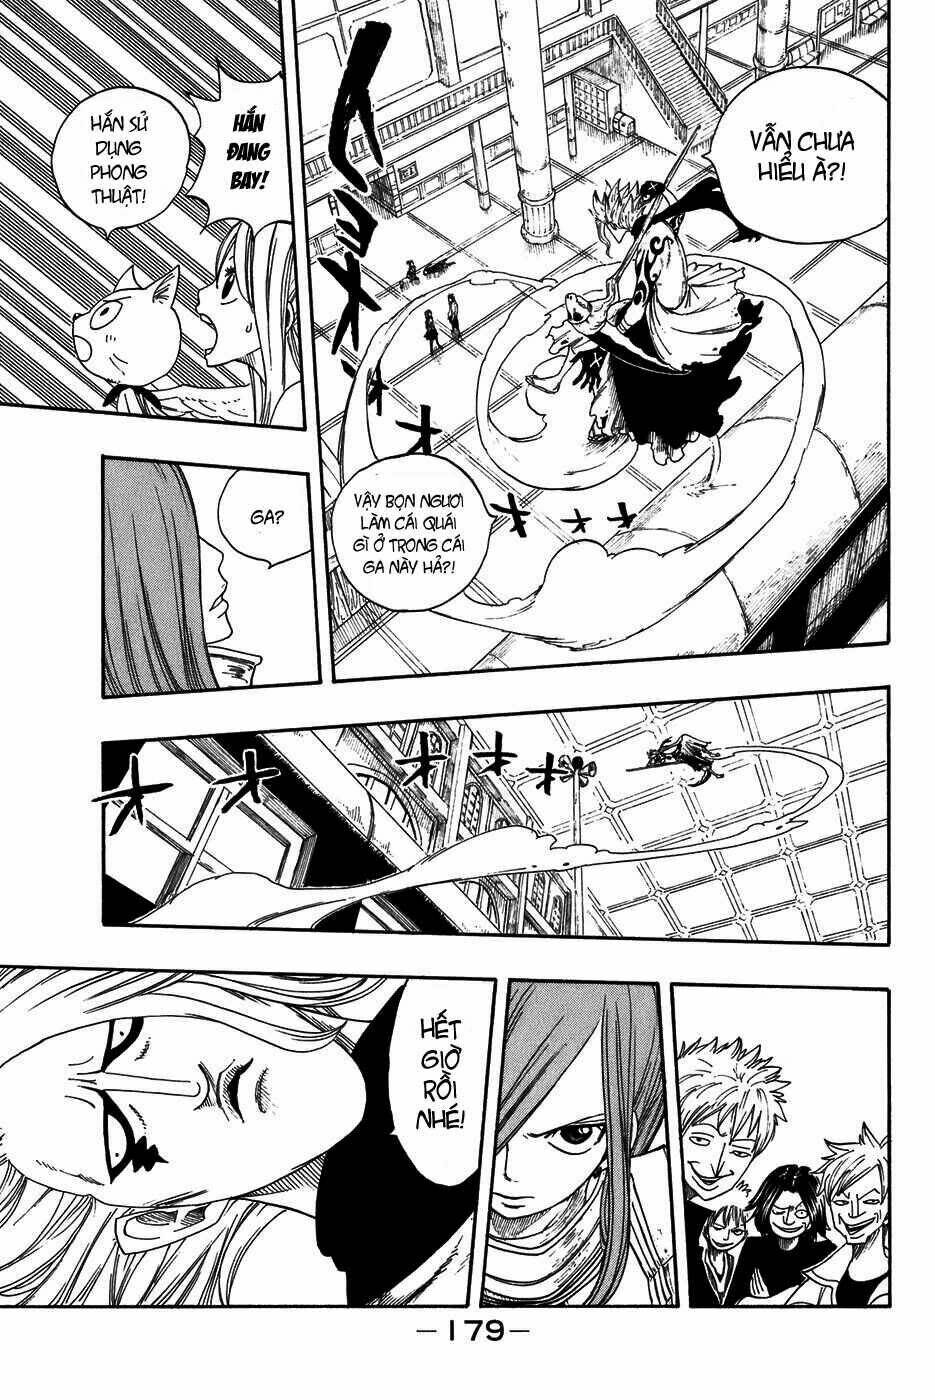 VẪN CHƯA
HIỂU À?!
HẮN
ĐANG
BAY!
HẮN SỬ
DỤNG
PHONG
THUẬT!
VẬY BỌN NGƯƠI
LÀM CÁI QUÁI
GÌ Ở TRONG CÁI
GA NÀY HẢ?!
GA?
HẾT
GIỜ
RỒI
NHÉ!
— 179 —